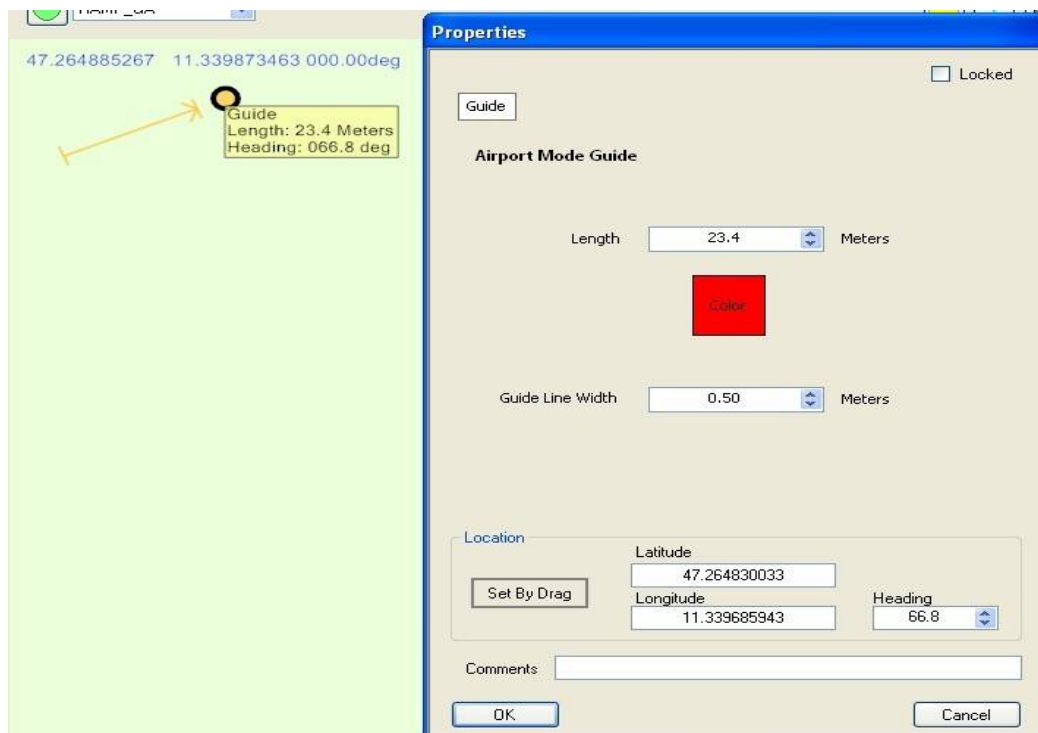 Properties
47.264885267 11.339873463 000.00deg
Guide
Length: 23.4 Meters
Heading: 066.8 deg
Locked
Guide
Airport Mode Guide
Length 23.4 Meters
Color
Guide Line Width 0.50 Meters
Location
Latitude
47.264830033
Set By Drag
Longitude
11.339685943
Heading
66.8
Comments
OK Cancel